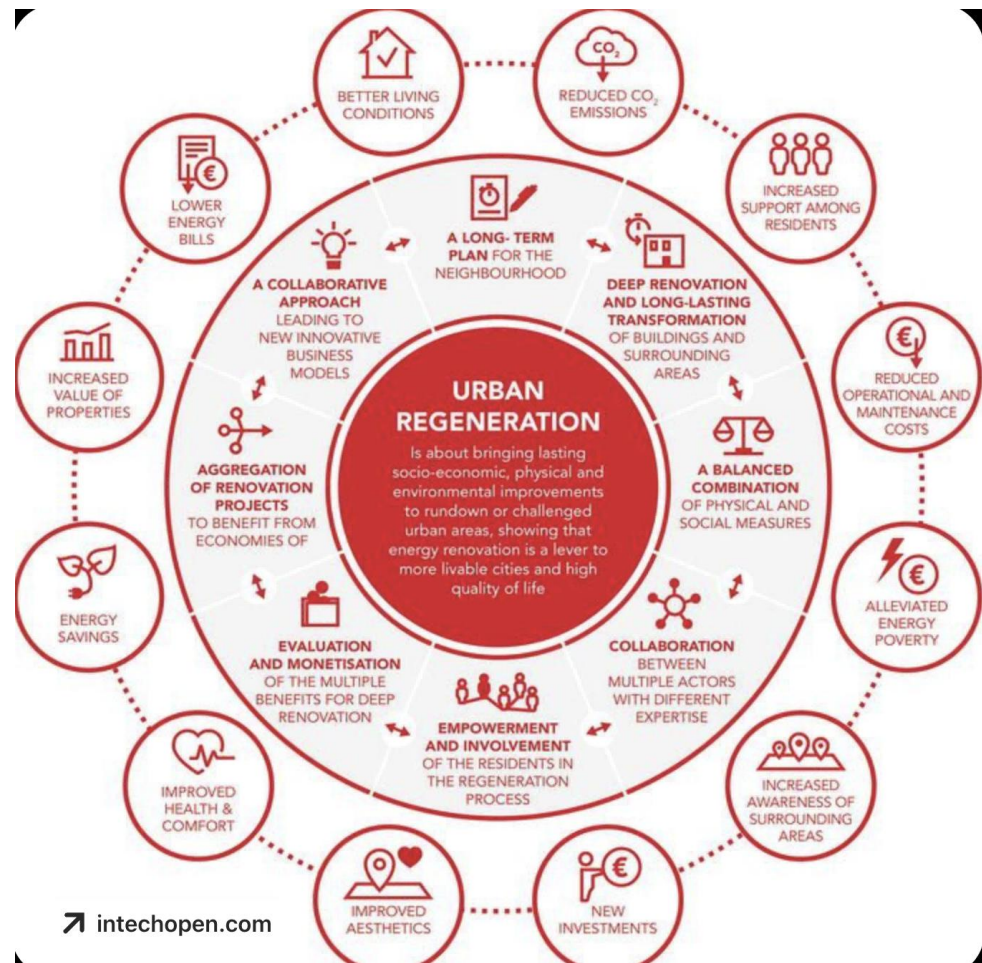 URBAN
REGENERATION
Is about bringing lasting
socio-economic, physical and
environmental improvements
to rundown or challenged
urban areas, showing that
energy renovation is a lever to
more livable cities and high
quality of life
A LONG- TERM
PLAN FOR THE
NEIGHBOURHOOD
DEEP RENOVATION
AND LONG-LASTING
TRANSFORMATION
OF BUILDINGS AND
SURROUNDING
AREAS
A BALANCED
COMBINATION
OF PHYSICAL AND
SOCIAL MEASURES
COLLABORATION
BETWEEN
MULTIPLE ACTORS
WITH DIFFERENT
EXPERTISE
EMPOWERMENT
AND INVOLVEMENT
OF THE RESIDENTS IN
THE REGENERATION
PROCESS
EVALUATION
AND MONETISATION
OF THE MULTIPLE
BENEFITS FOR DEEP
RENOVATION
AGGREGATION
OF RENOVATION
PROJECTS
TO BENEFIT FROM
ECONOMIES OF
A COLLABORATIVE
APPROACH
LEADING TO
NEW INNOVATIVE
BUSINESS
MODELS
BETTER LIVING
CONDITIONS
CO₂
REDUCED CO₂
EMISSIONS
INCREASED
SUPPORT AMONG
RESIDENTS
€
REDUCED
OPERATIONAL AND
MAINTENANCE
COSTS
€
ALLEVIATED
ENERGY
POVERTY
INCREASED
AWARENESS OF
SURROUNDING
AREAS
€
NEW
INVESTMENTS
IMPROVED
AESTHETICS
IMPROVED
HEALTH &
COMFORT
ENERGY
SAVINGS
INCREASED
VALUE OF
PROPERTIES
€
LOWER
ENERGY
BILLS
intechopen.com